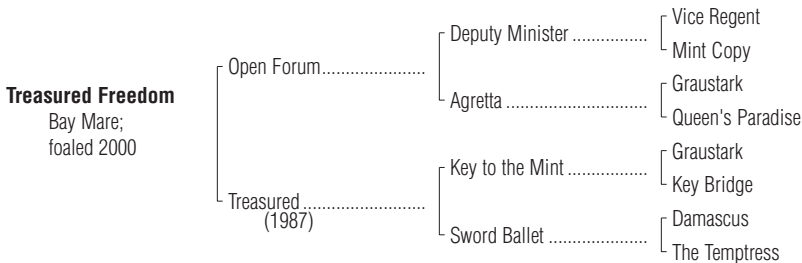 Treasured Freedom
Bay Mare;
foaled 2000
Open Forum......................
Treasured..........................
(1987)
Deputy Minister ................
Agretta ..............................
Key to the Mint .................
Sword Ballet .....................
Vice Regent
Mint Copy
Graustark
Queen's Paradise
Graustark
Key Bridge
Damascus
The Temptress